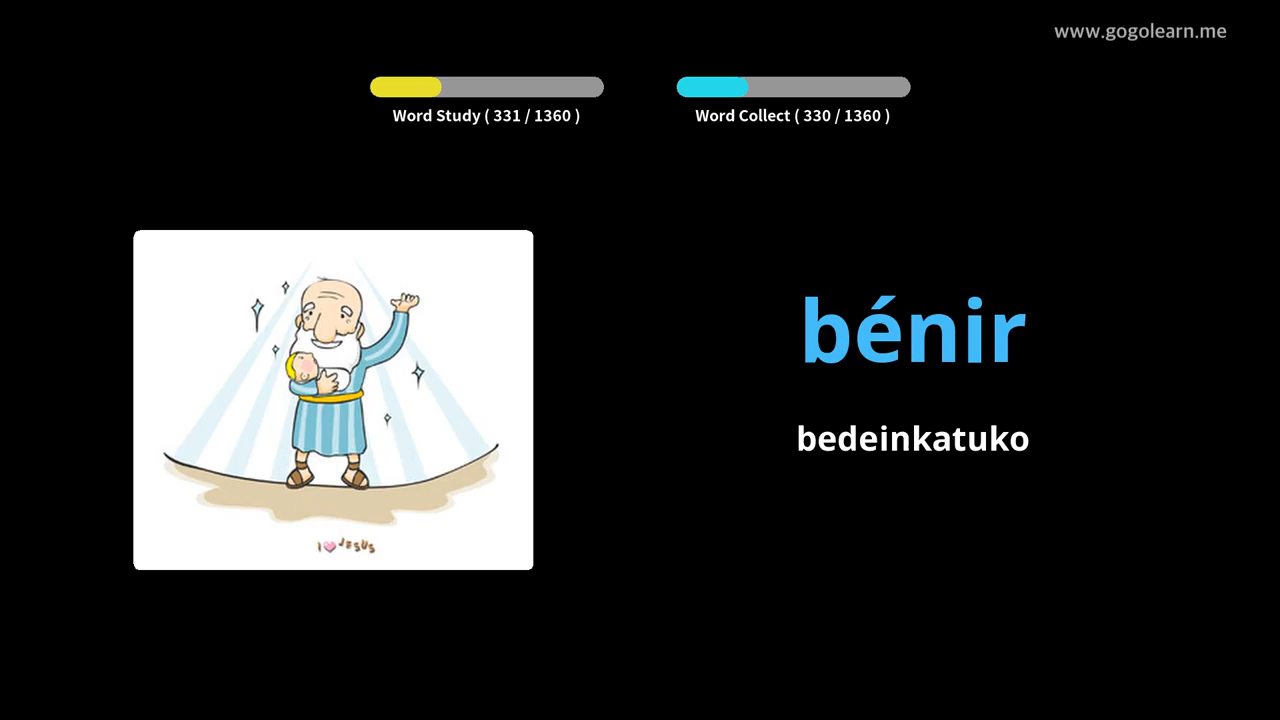 www.gogolearn.me
Word Study ( 331 / 1360 )
Word Collect ( 330 / 1360 )
bénir
bedeinkatuko
I JESUS